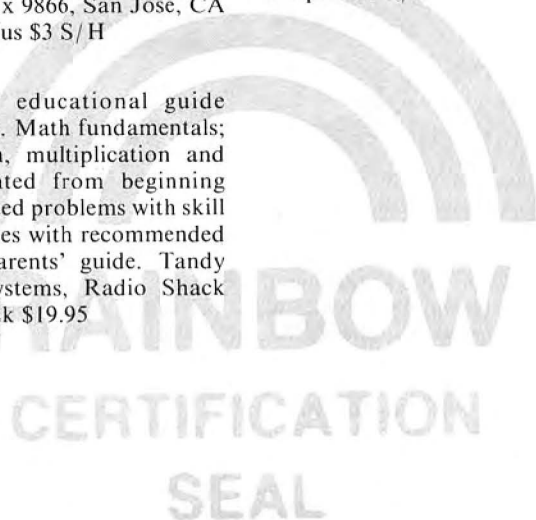 x 9866, San Jose, CA
us $3 S/H
educational guide
. Math fundamentals;
, multiplication and
ted from beginning
ed problems with skill
es with recommended
arents' guide. Tandy
ystems, Radio Shack
k $19.95
RAINBOW
CERTIFICATION
SEAL